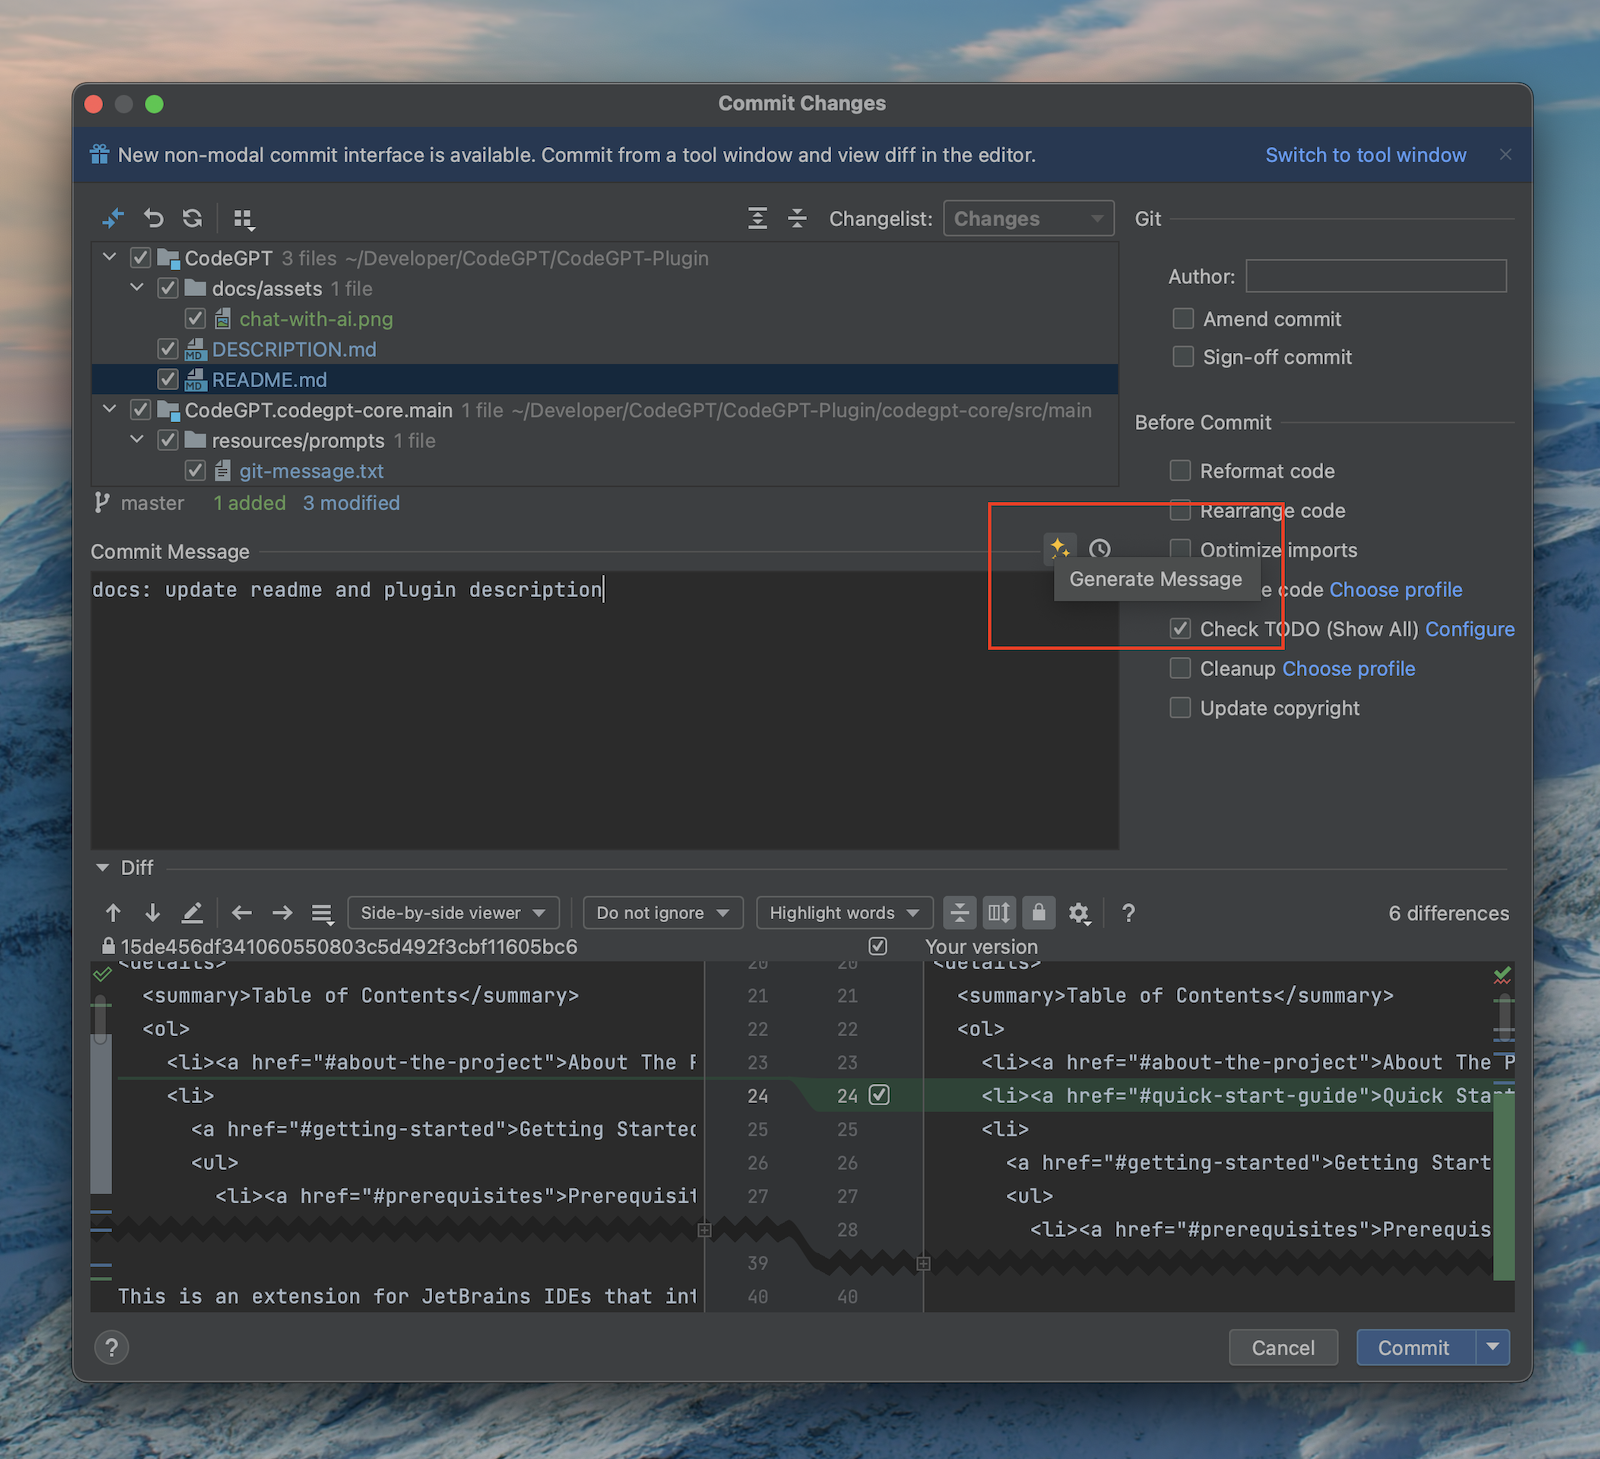 Commit Changes
New non-modal commit interface is available. Commit from a tool window and view diff in the editor.
Switch to tool window
Changelist:
Changes
Git
CodeGPT 3 files ~/Developer/CodeGPT/CodeGPT-Plugin
docs/assets 1 file
chat-with-ai.png
MD DESCRIPTION.md
MD README.md
CodeGPT.codegpt-core.main 1 file ~/Developer/CodeGPT/CodeGPT-Plugin/codegpt-core/src/main
resources/prompts 1 file
git-message.txt
master 1 added 3 modified
Author:
Amend commit
Sign-off commit
Before Commit
Reformat code
Rearrange code
Optimize imports
code Choose profile
Check TODO (Show All) Configure
Cleanup Choose profile
Update copyright
Commit Message
Generate Message
docs: update readme and plugin description
Diff
Side-by-side viewer
Do not ignore
Highlight words
?
6 differences
15de456df341060550803c5d492f3cbf11605bc6
Your version
<details> 20 20 <details>
<summary>Table of Contents</summary> 21 21 <summary>Table of Contents</summary>
<ol> 22 22 <ol>
<li><a href="#about-the-project">About The 23 23 <li><a href="#about-the-project">About The P
<li> 24 24 <li><a href="#quick-start-guide">Quick Start
<a href="#getting-started">Getting Started 25 25 <li>
<ul> 26 26 <a href="#getting-started">Getting Start
<li><a href="#prerequisites">Prerequisit 27 27 <ul>
28 <li><a href="#prerequisites">Prerequis
39
This is an extension for JetBrains IDEs that int 40 40
?
Cancel
Commit